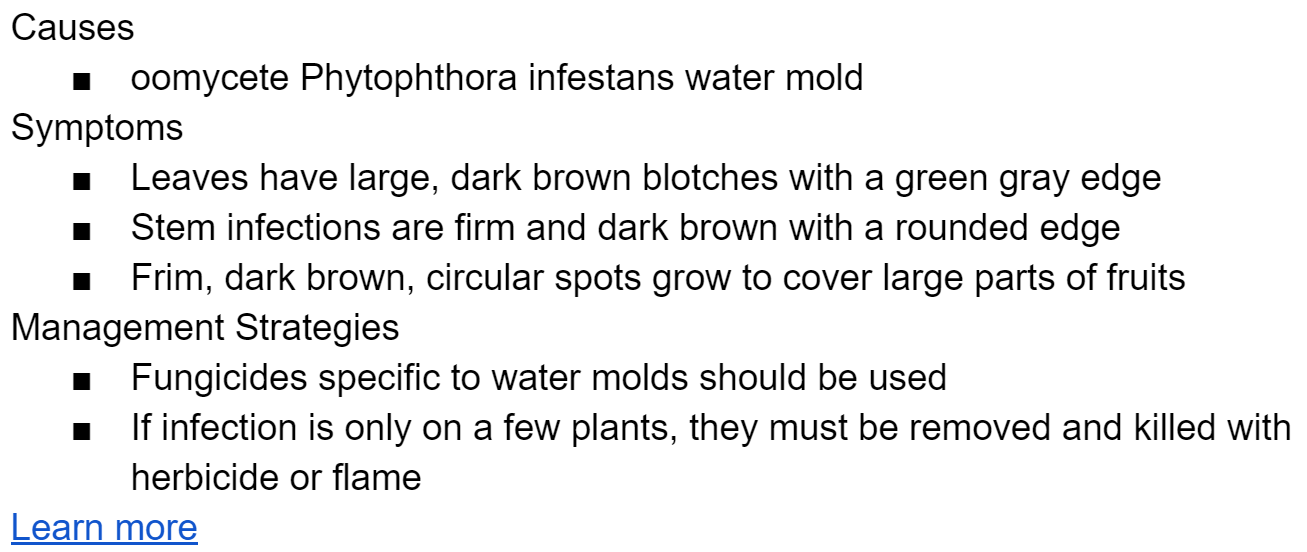 Causes
■ oomycete Phytophthora infestans water mold
Symptoms
■ Leaves have large, dark brown blotches with a green gray edge
■ Stem infections are firm and dark brown with a rounded edge
■ Frim, dark brown, circular spots grow to cover large parts of fruits
Management Strategies
■ Fungicides specific to water molds should be used
■ If infection is only on a few plants, they must be removed and killed with
herbicide or flame
Learn more